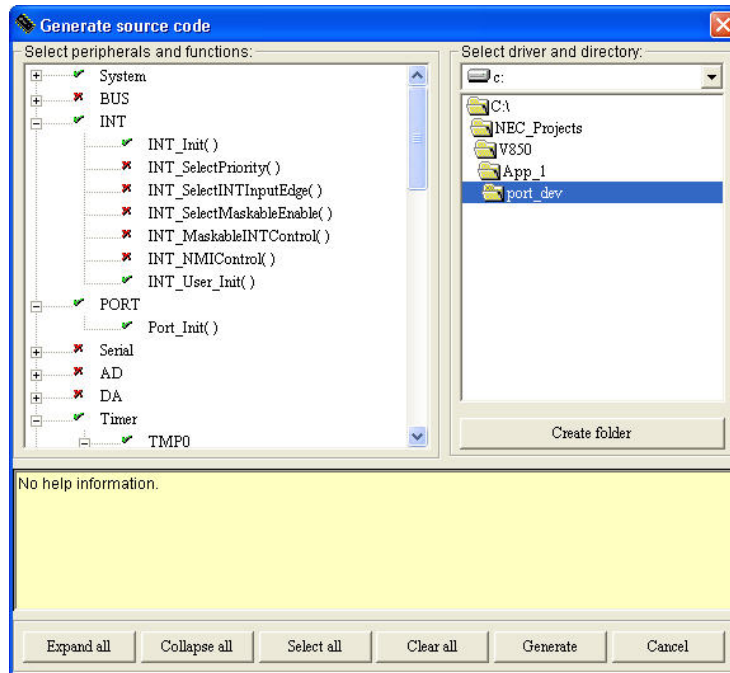 Generate source code
Select peripherals and functions:
System
BUS
INT
INT_Init( )
INT_SelectPriority( )
INT_SelectINTInputEdge( )
INT_SelectMaskableEnable( )
INT_MaskableINTControl( )
INT_NMIControl( )
INT_User_Init( )
PORT
Port_Init( )
Serial
AD
DA
Timer
TMP0
Select driver and directory:
c:
C:\
NEC_Projects
V850
App_1
port_dev
Create folder
No help information.
Expand all Collapse all Select all Clear all Generate Cancel